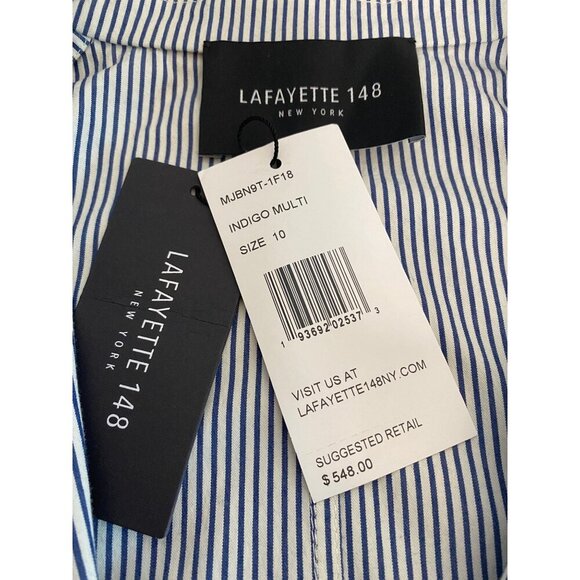 LAFAYETTE 148
NEW YORK
MJBN9T-1F18
INDIGO MULTI
SIZE 10
1 93692 02537 3
VISIT US AT
LAFAYETTE148NY.COM
SUGGESTED RETAIL
$548.00
LAFAYETTE 148
NEW YORK